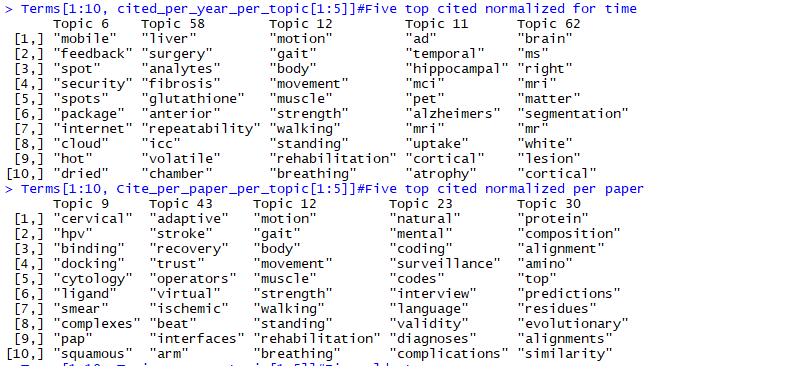 > Terms[1:10, cited_per_year_per_topic[1:5]]#Five top cited normalized for time
Topic 6 Topic 58 Topic 12 Topic 11 Topic 62
[1,] "mobile" "liver" "motion" "ad" "brain"
[2,] "feedback" "surgery" "gait" "temporal" "ms"
[3,] "spot" "analytes" "body" "hippocampal" "right"
[4,] "security" "fibrosis" "movement" "mci" "mri"
[5,] "spots" "glutathione" "muscle" "pet" "matter"
[6,] "package" "anterior" "strength" "alzheimers" "segmentation"
[7,] "internet" "repeatability" "walking" "mri" "mr"
[8,] "cloud" "icc" "standing" "uptake" "white"
[9,] "hot" "volatile" "rehabilitation" "cortical" "lesion"
[10,] "dried" "chamber" "breathing" "atrophy" "cortical"
> Terms[1:10, Cite_per_paper_per_topic[1:5]]#Five top cited normalized per paper
Topic 9 Topic 43 Topic 12 Topic 23 Topic 30
[1,] "cervical" "adaptive" "motion" "natural" "protein"
[2,] "hpv" "stroke" "gait" "mental" "composition"
[3,] "binding" "recovery" "body" "coding" "alignment"
[4,] "docking" "trust" "movement" "surveillance" "amino"
[5,] "cytology" "operators" "muscle" "codes" "top"
[6,] "ligand" "virtual" "strength" "interview" "predictions"
[7,] "smear" "ischemic" "walking" "language" "residues"
[8,] "complexes" "beat" "standing" "validity" "evolutionary"
[9,] "pap" "interfaces" "rehabilitation" "diagnoses" "alignments"
[10,] "squamous" "arm" "breathing" "complications" "similarity"